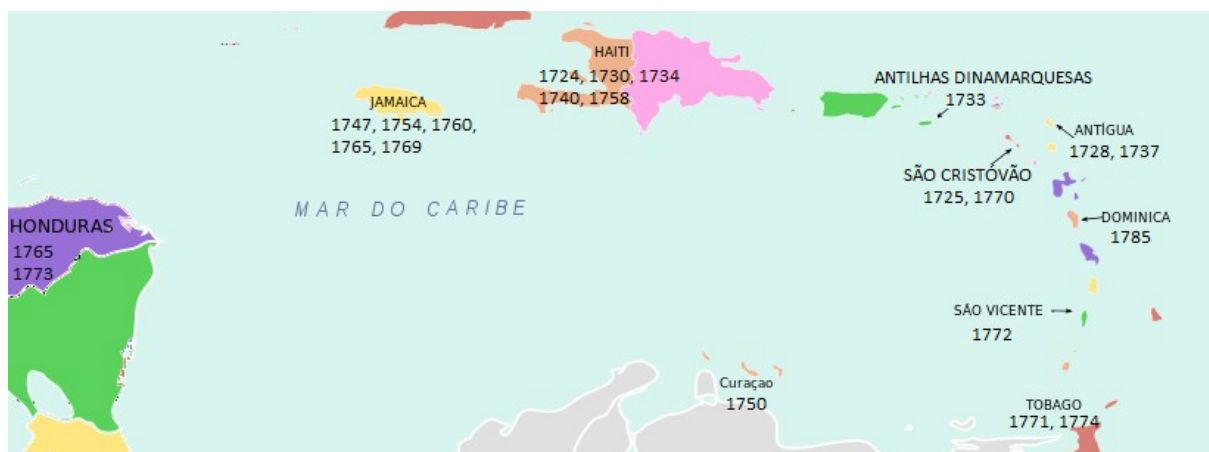 HAITI
1724, 1730, 1734
1740, 1758
ANTILHAS DINAMARQUESAS
1733
JAMAICA
1747, 1754, 1760,
1765, 1769
ANTÍGUA
1728, 1737
SÃO CRISTÓVÃO
1725, 1770
MAR DO CARIBE
HONDURAS
1765
1773
DOMINICA
1785
SÃO VICENTE
1772
Curaçao
1750
TOBAGO
1771, 1774